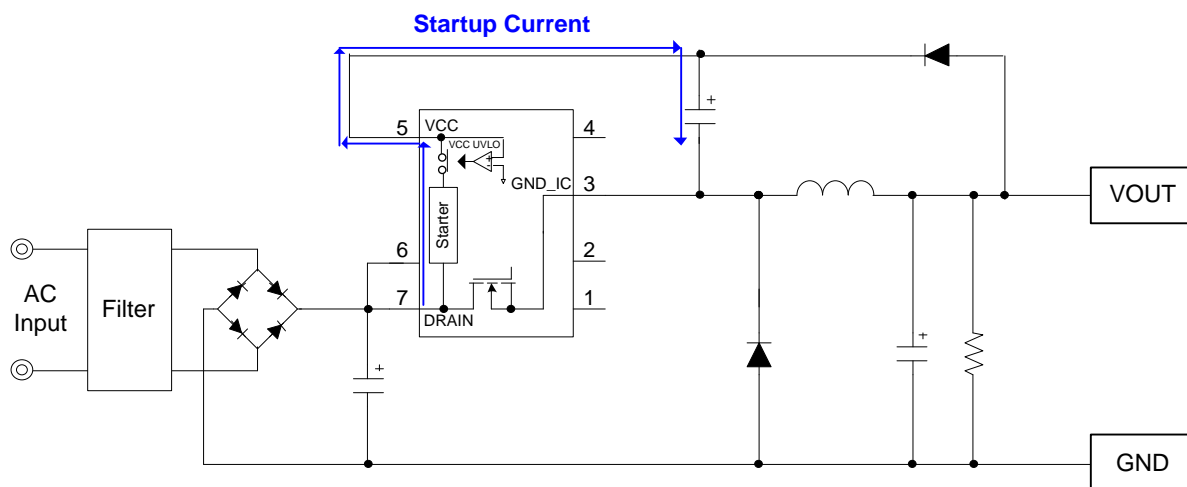 Startup Current
+
5
VCC
4
VCC UVLO
+
-
GND_IC
3
VOUT
Starter
6
2
AC
Input
Filter
7
1
DRAIN
+
+
GND